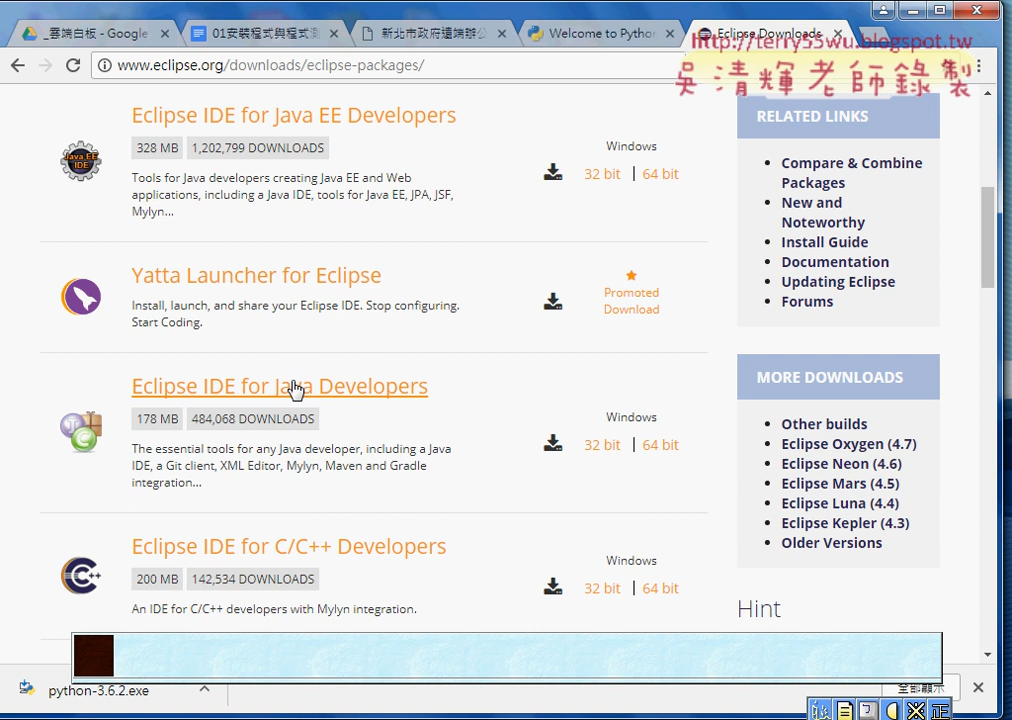 _雲端白板 - Google
01安裝程式與程式測
新北市政府遠端辦公
Welcome to Pytho
Eclipse Downloads
http://terry55wu.blogspot.tw
www.eclipse.org/downloads/eclipse-packages/
吳清輝老師錄製
Eclipse IDE for Java EE Developers
328 MB
1,202,799 DOWNLOADS
Tools for Java developers creating Java EE and Web
applications, including a Java IDE, tools for Java EE, JPA, JSF,
Mylyn...
Java EE
IDE
Windows
32 bit | 64 bit
Yatta Launcher for Eclipse
Install, launch, and share your Eclipse IDE. Stop configuring.
Start Coding.
Promoted
Download
Eclipse IDE for Java Developers
178 MB
484,068 DOWNLOADS
The essential tools for any Java developer, including a Java
IDE, a Git client, XML Editor, Mylyn, Maven and Gradle
integration...
Windows
32 bit | 64 bit
Eclipse IDE for C/C++ Developers
200 MB
142,534 DOWNLOADS
An IDE for C/C++ developers with Mylyn integration.
C++
Windows
32 bit | 64 bit
RELATED LINKS
Compare & Combine
Packages
New and
Noteworthy
Install Guide
Documentation
Updating Eclipse
Forums
MORE DOWNLOADS
Other builds
Eclipse Oxygen (4.7)
Eclipse Neon (4.6)
Eclipse Mars (4.5)
Eclipse Luna (4.4)
Eclipse Kepler (4.3)
Older Versions
Hint
python-3.6.2.exe
全部顯示
正